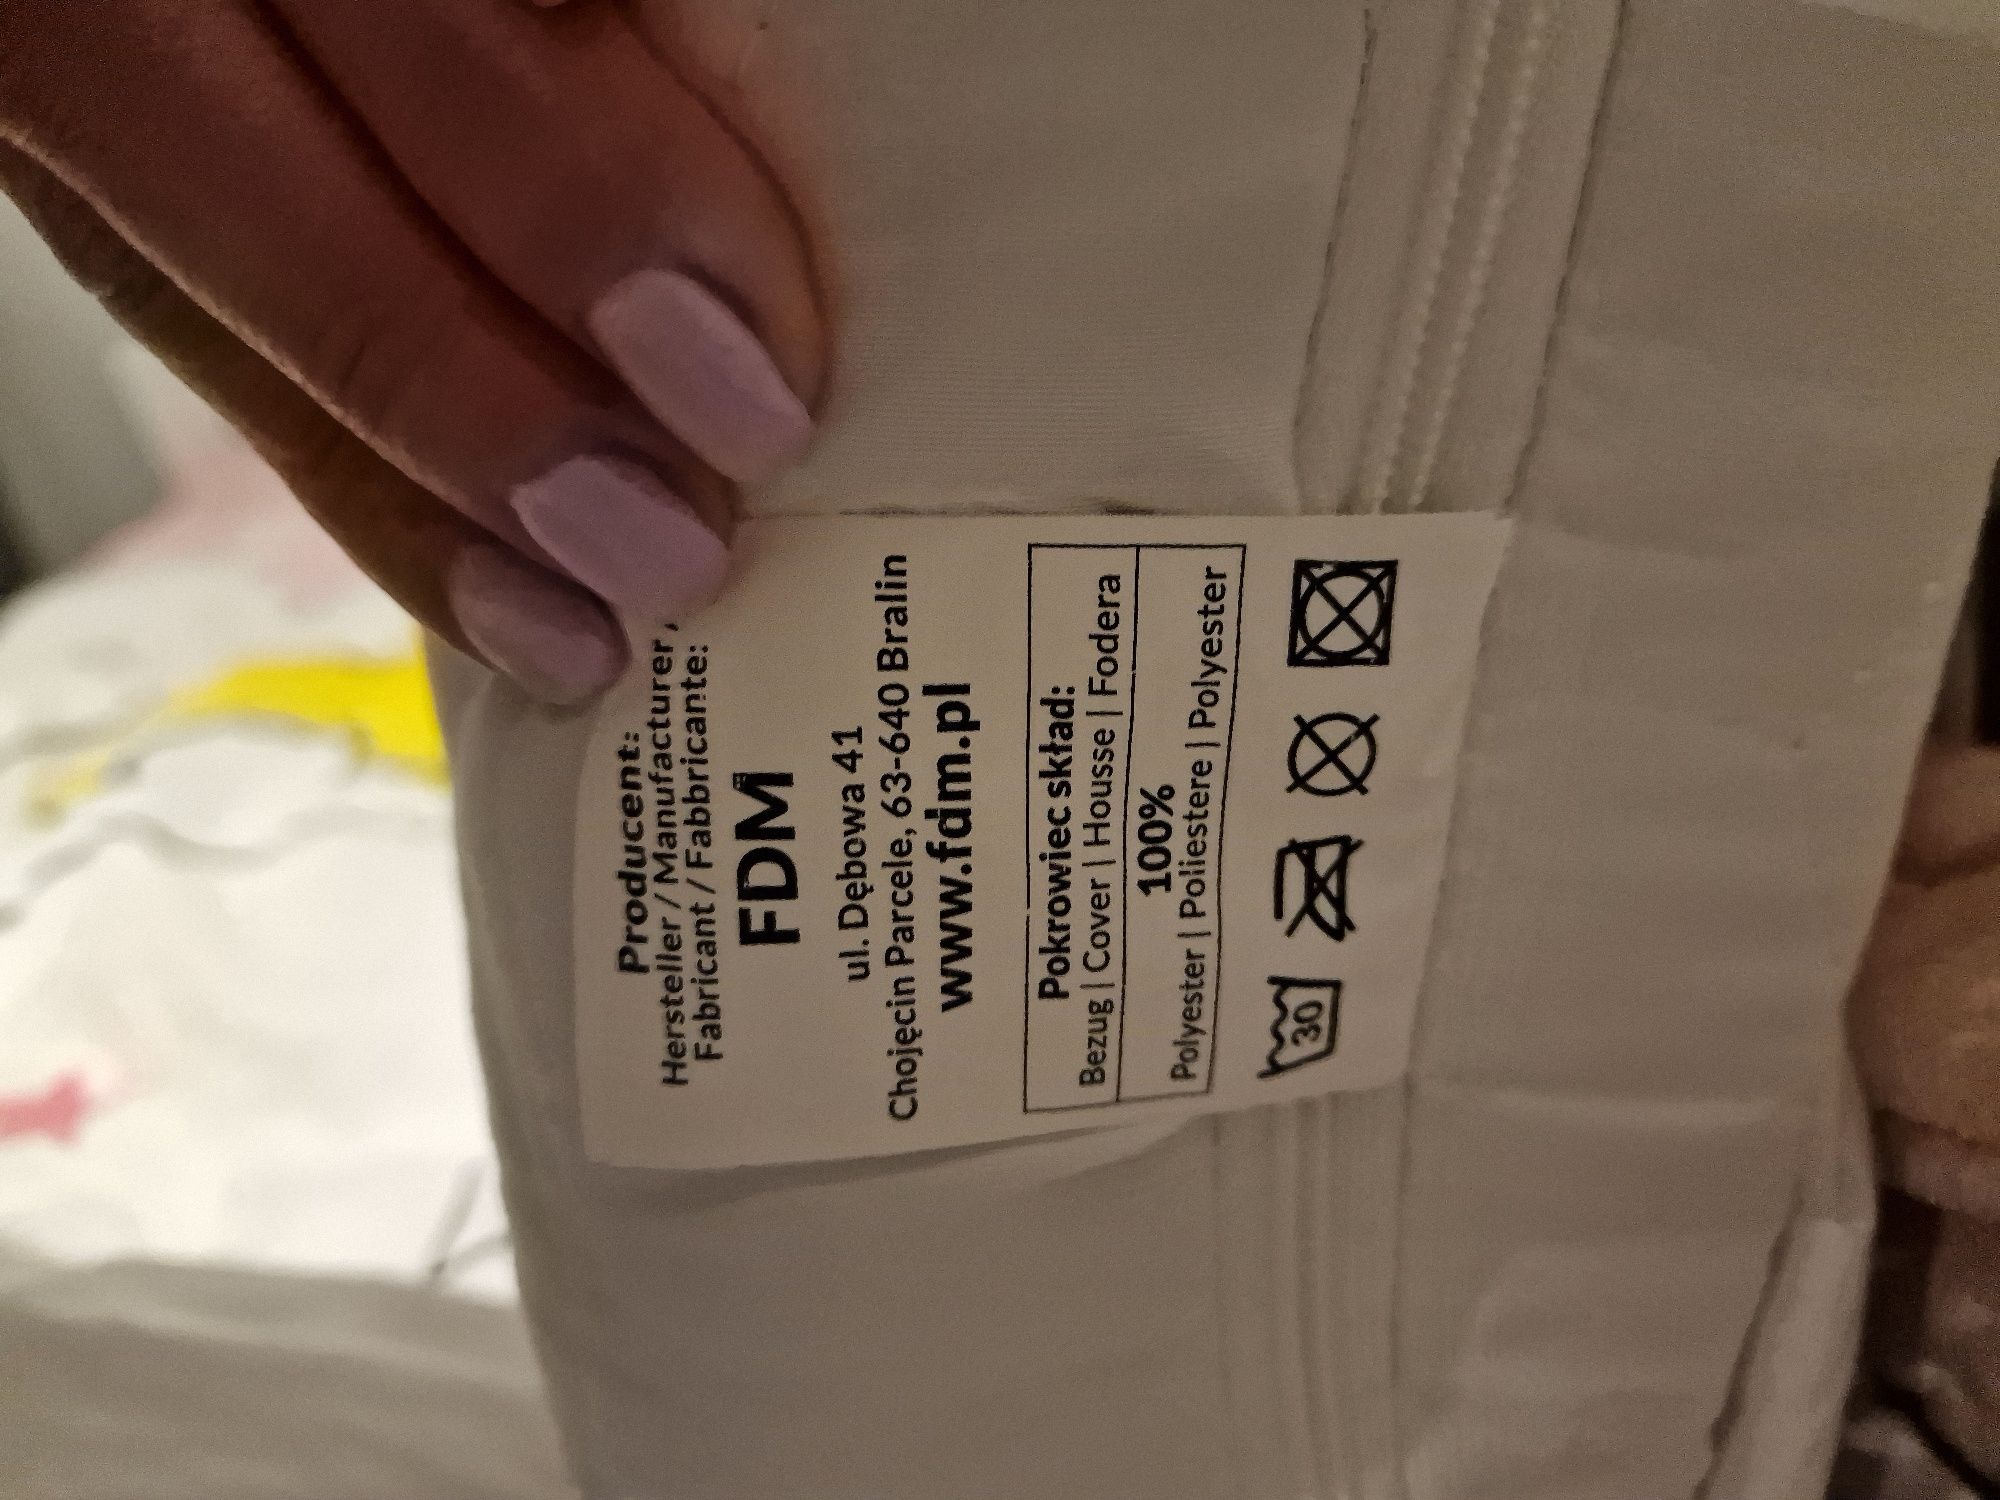 Producent:
Hersteller / Manufacturer /
Fabricant / Fabbricante:
FDM
ul. Dębowa 41
Chojęcin Parcele, 63-640 Bralin
www.fdm.pl
Pokrowiec skład:
Bezug | Cover | Housse | Fodera
100%
Polyester | Poliestere | Polyester
30